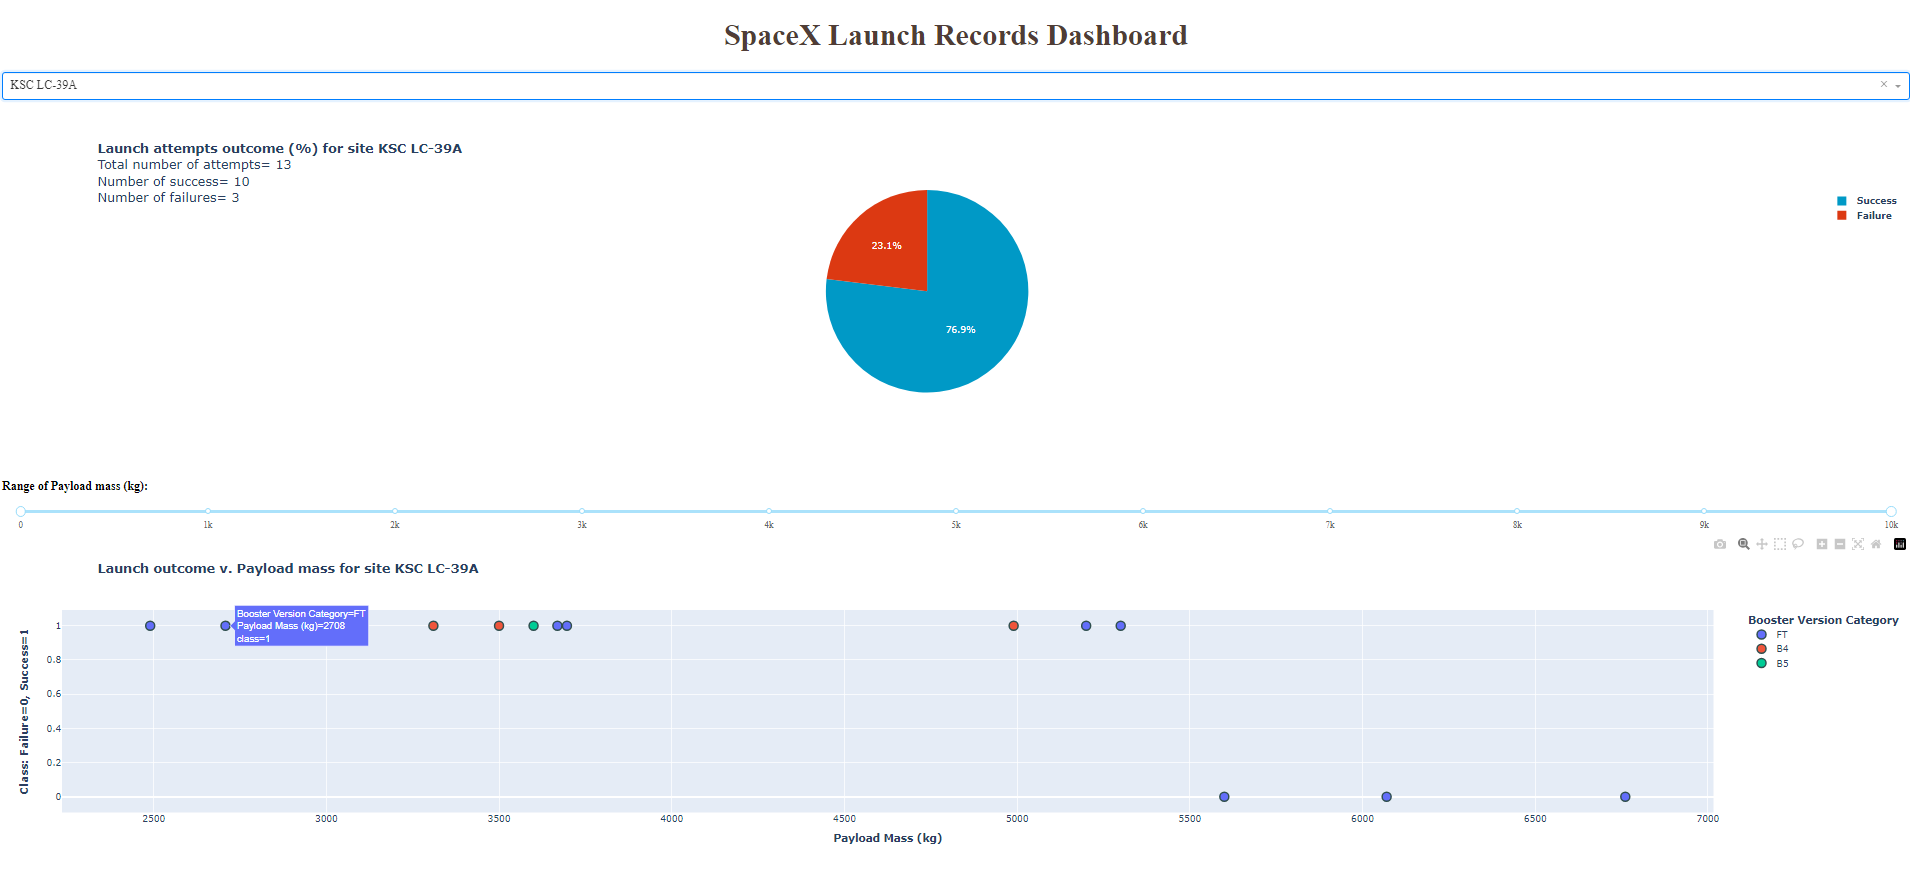 SpaceX Launch Records Dashboard
KSC LC-39A
Launch attempts outcome (%) for site KSC LC-39A
Total number of attempts= 13
Number of success= 10
Number of failures= 3
Success
Failure
23.1%
76.9%
Range of Payload mass (kg):
0 1k 2k 3k 4k 5k 6k 7k 8k 9k 10k
Launch outcome v. Payload mass for site KSC LC-39A
Booster Version Category=FT
Payload Mass (kg)=2708
class=1
Class: Failure=0, Success=1
1
0.8
0.6
0.4
0.2
0
2500 3000 3500 4000 4500 5000 5500 6000 6500 7000
Payload Mass (kg)
Booster Version Category
FT
B4
B5